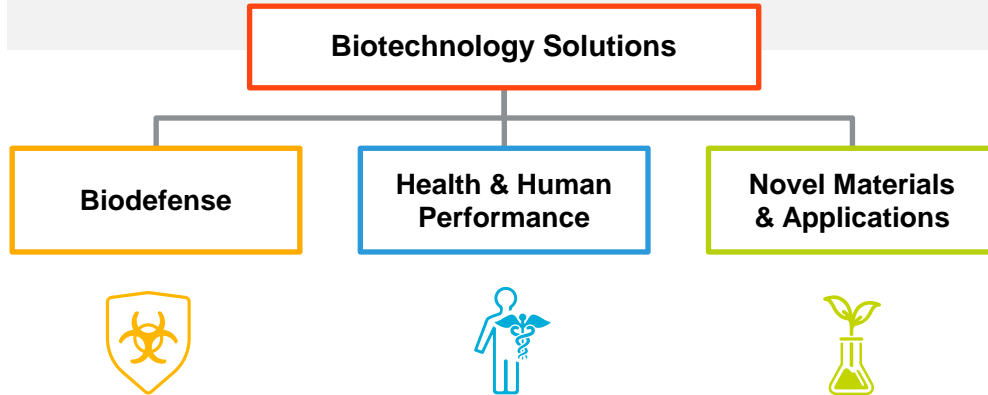 Biotechnology Solutions
Biodefense
Health & Human
Performance
Novel Materials
& Applications